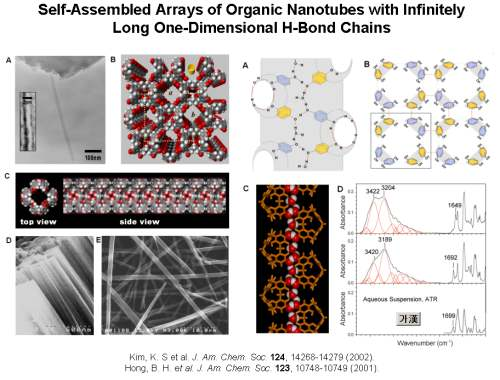 Self-Assembled Arrays of Organic Nanotubes with Infinitely
Long One-Dimensional H-Bond Chains
A
100nm
B
a
b
C
top view
side view
D
E
A
B
C
D
Absorbance
3422
3204
1649
Absorbance
3420
3189
1692
Absorbance
Aqueous Suspension, ATR
가漢
1699
Wavenumber (cm⁻¹)
Kim, K. S et al. J. Am. Chem. Soc. 124, 14268-14279 (2002).
Hong, B. H. et al. J. Am. Chem. Soc. 123, 10748-10749 (2001).